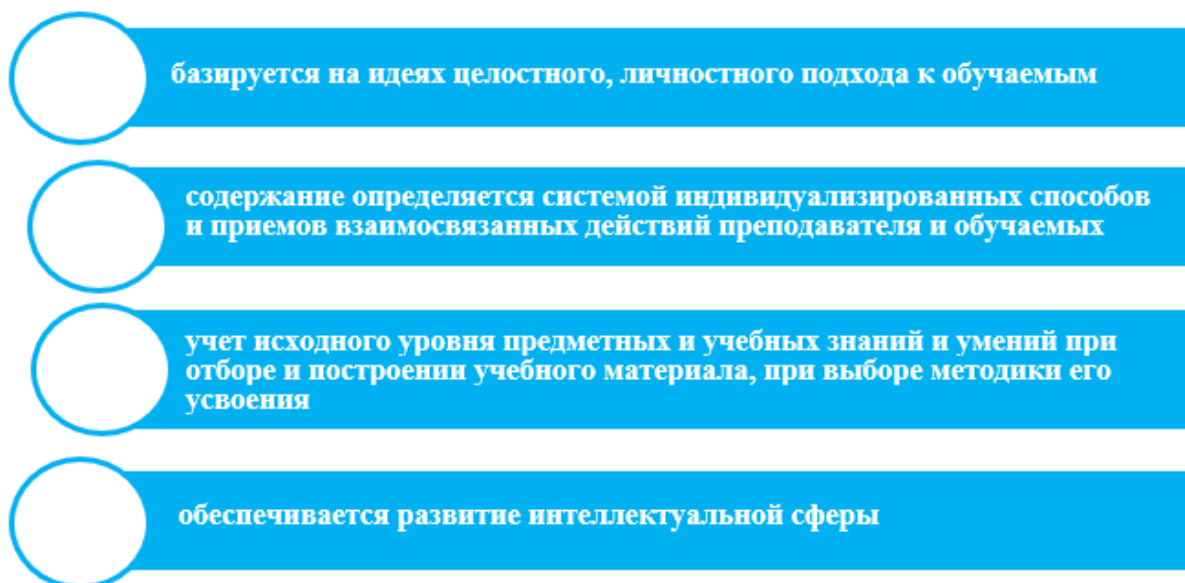 базируется на идеях целостного, личностного подхода к обучаемым
содержание определяется системой индивидуализированных способов
и приемов взаимосвязанных действий преподавателя и обучаемых
учет исходного уровня предметных и учебных знаний и умений при
отборе и построении учебного материала, при выборе методики его
усвоения
обеспечивается развитие интеллектуальной сферы